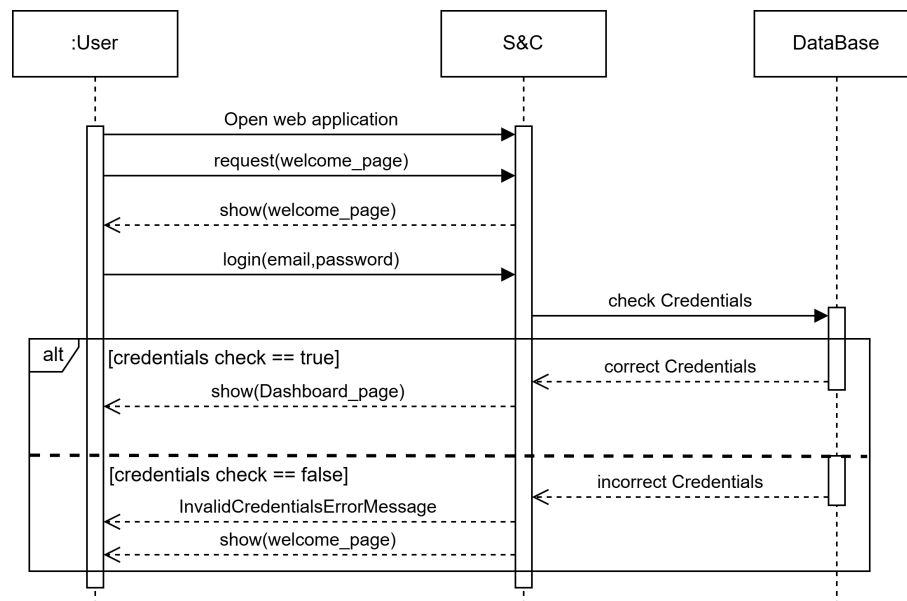 :User
S&C
DataBase
Open web application
request(welcome_page)
show(welcome_page)
login(email,password)
check Credentials
alt
[credentials check == true]
correct Credentials
show(Dashboard_page)
[credentials check == false]
incorrect Credentials
InvalidCredentialsErrorMessage
show(welcome_page)